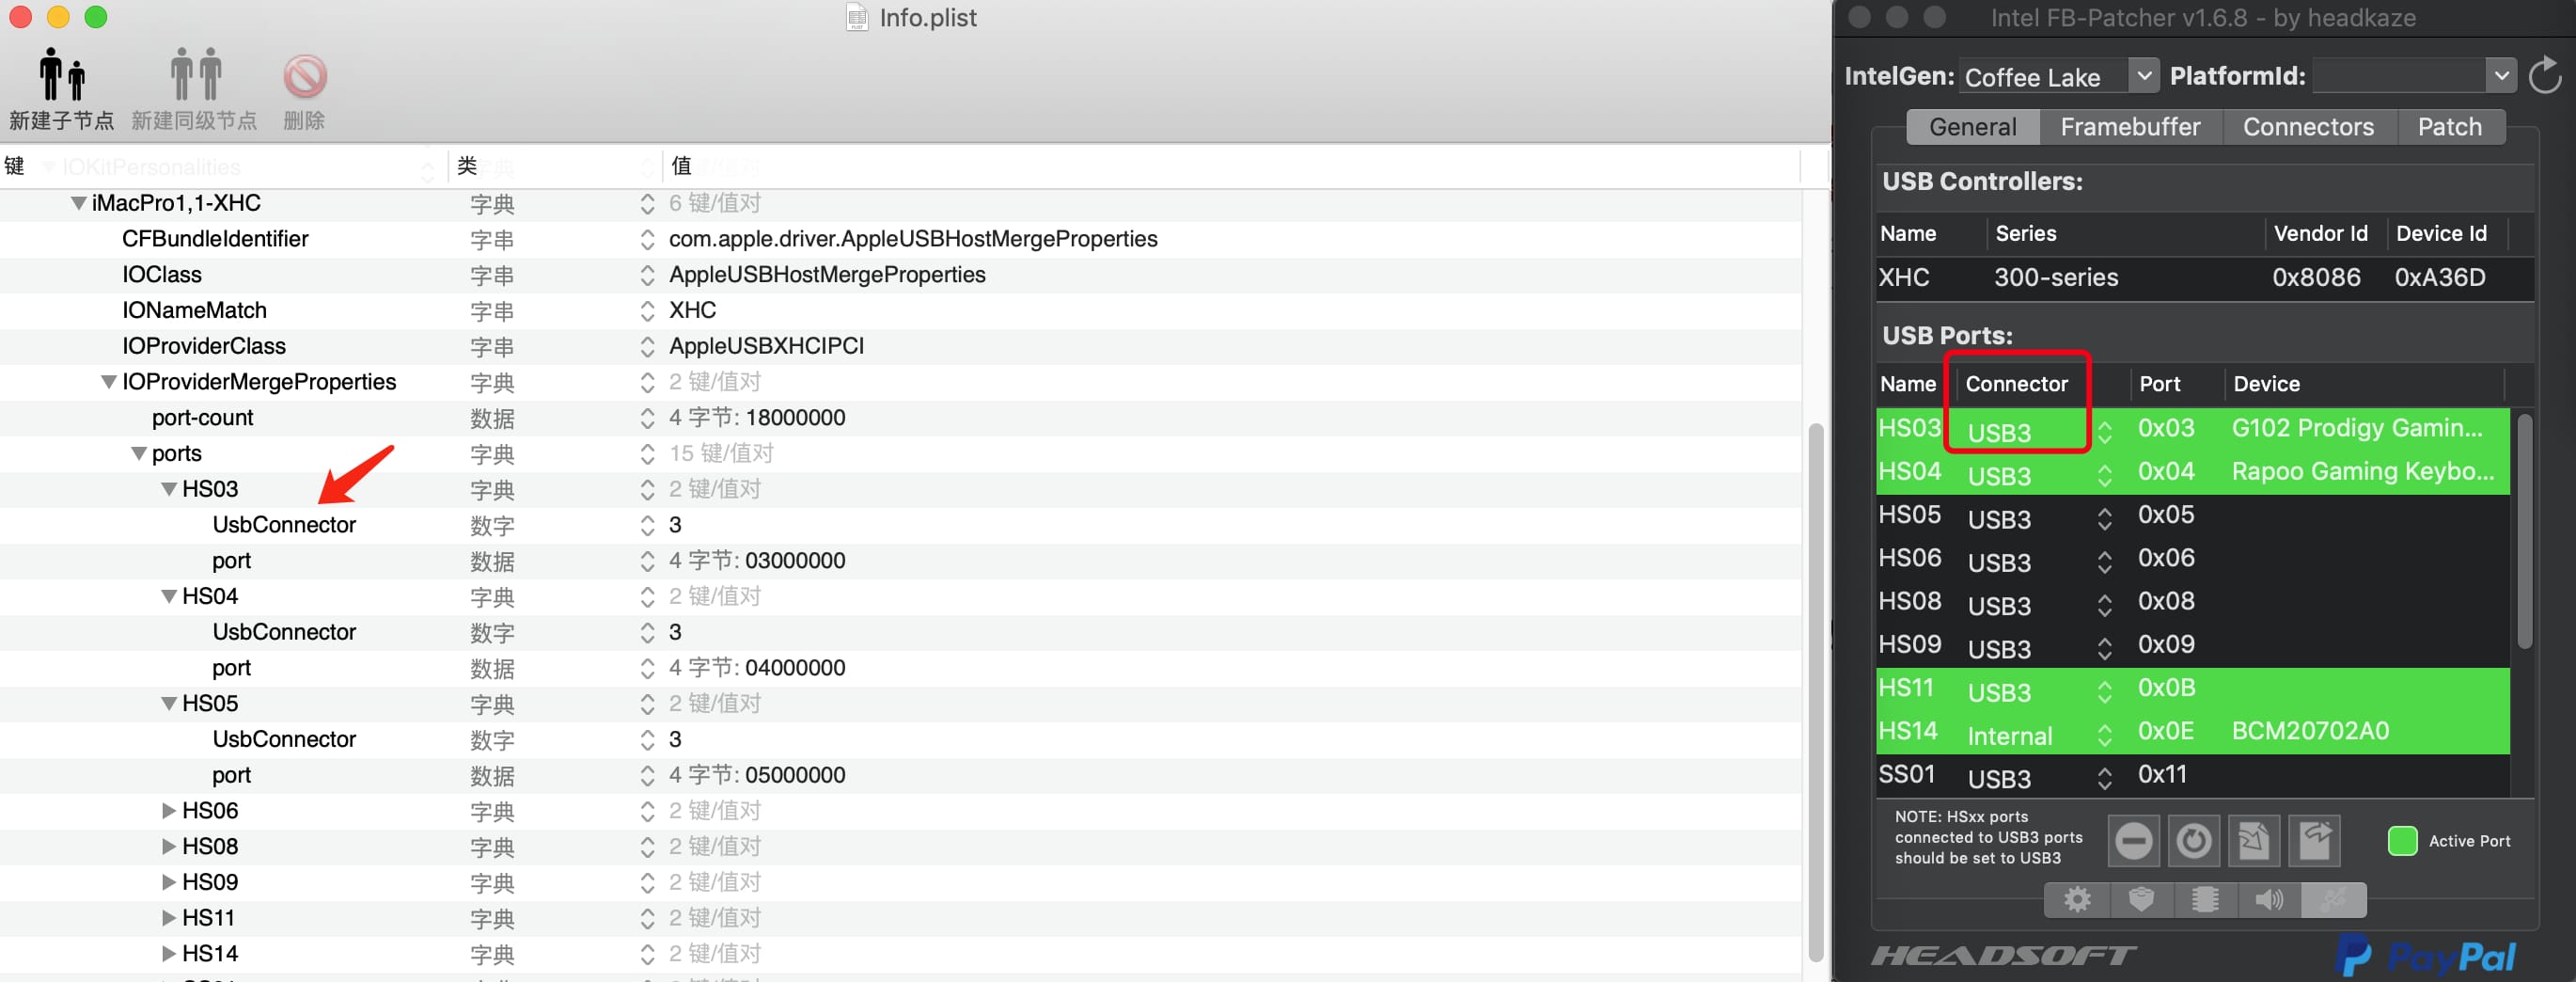 Info.plist
新建子节点 新建同级节点 删除
键 IOKitPersonalities 类 字典 值 键/值对
iMacPro1,1-XHC 字典 6 键/值对
CFBundleIdentifier 字串 com.apple.driver.AppleUSBHostMergeProperties
IOClass 字串 AppleUSBHostMergeProperties
IONameMatch 字串 XHC
IOProviderClass 字串 AppleUSBXHCIPCI
IOProviderMergeProperties 字典 2 键/值对
port-count 数据 4 字节: 18000000
ports 字典 15 键/值对
HS03 字典 2 键/值对
UsbConnector 数字 3
port 数据 4 字节: 03000000
HS04 字典 2 键/值对
UsbConnector 数字 3
port 数据 4 字节: 04000000
HS05 字典 2 键/值对
UsbConnector 数字 3
port 数据 4 字节: 05000000
HS06 字典 2 键/值对
HS08 字典 2 键/值对
HS09 字典 2 键/值对
HS11 字典 2 键/值对
HS14 字典 2 键/值对
Intel FB-Patcher v1.6.8 - by headkaze
IntelGen: Coffee Lake PlatformId:
General Framebuffer Connectors Patch
USB Controllers:
Name Series Vendor Id Device Id
XHC 300-series 0x8086 0xA36D
USB Ports:
Name Connector Port Device
HS03 USB3 0x03 G102 Prodigy Gamin...
HS04 USB3 0x04 Rapoo Gaming Keybo...
HS05 USB3 0x05
HS06 USB3 0x06
HS08 USB3 0x08
HS09 USB3 0x09
HS11 USB3 0x0B
HS14 Internal 0x0E BCM20702A0
SS01 USB3 0x11
NOTE: HSxx ports
connected to USB3 ports
should be set to USB3
Active Port
HEADSOFT PayPal